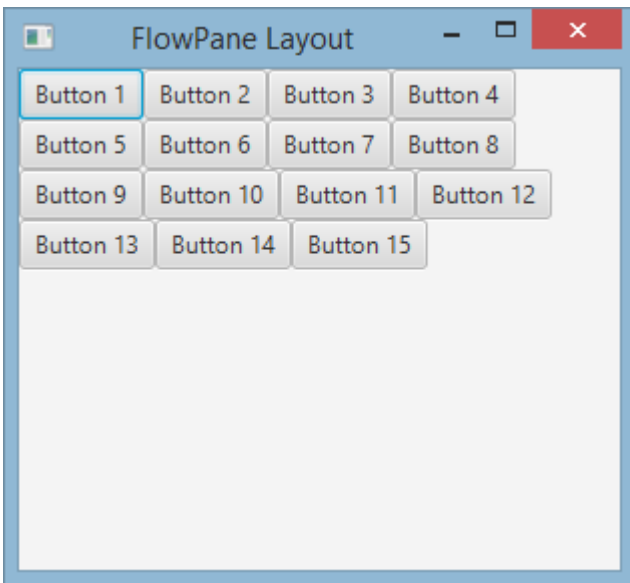 FlowPane Layout
Button 1 Button 2 Button 3 Button 4
Button 5 Button 6 Button 7 Button 8
Button 9 Button 10 Button 11 Button 12
Button 13 Button 14 Button 15